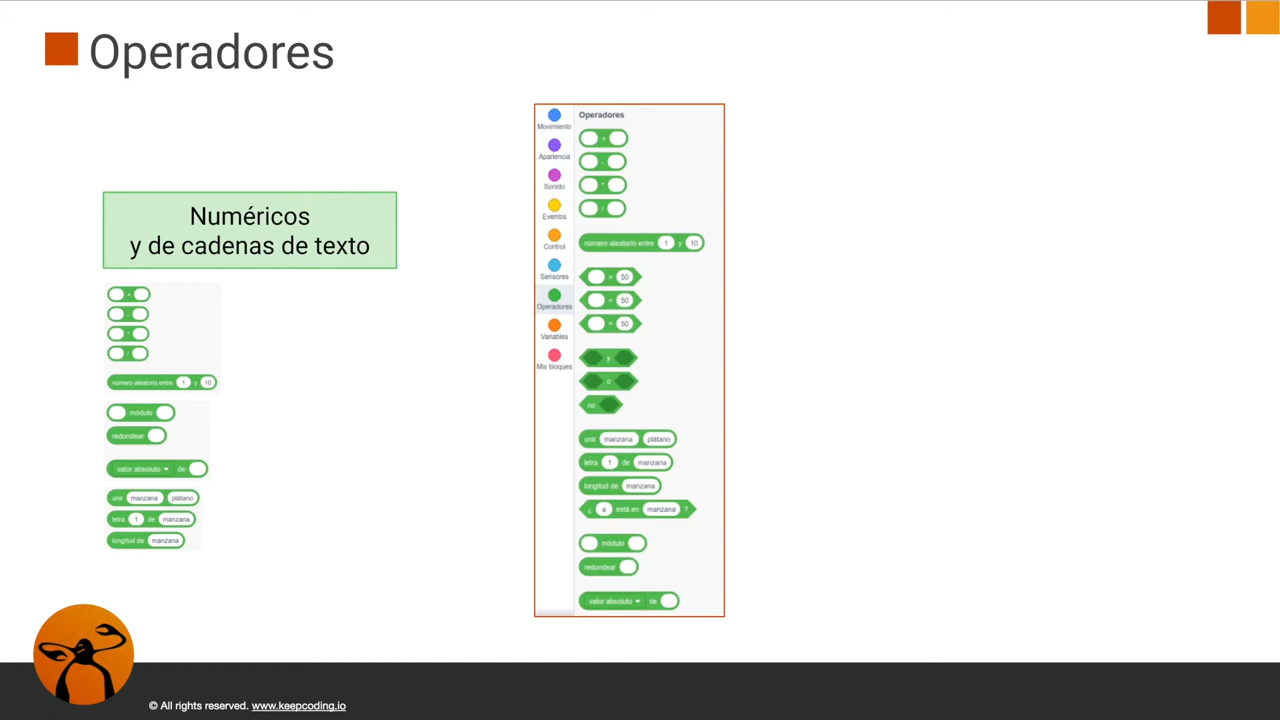 Operadores
Numéricos
y de cadenas de texto
+
-
*
/
número aleatorio entre 1 y 10
módulo
redondear
valor absoluto de
unir manzana plátano
letra 1 de manzana
longitud de manzana
Movimiento
Apariencia
Sonido
Eventos
Control
Sensores
Operadores
Variables
Mis bloques
Operadores
+
-
*
/
número aleatorio entre 1 y 10
> 50
< 50
= 50
y
o
no
unir manzana plátano
letra 1 de manzana
longitud de manzana
¿ a está en manzana ?
módulo
redondear
valor absoluto de
© All rights reserved. www.keepcoding.io